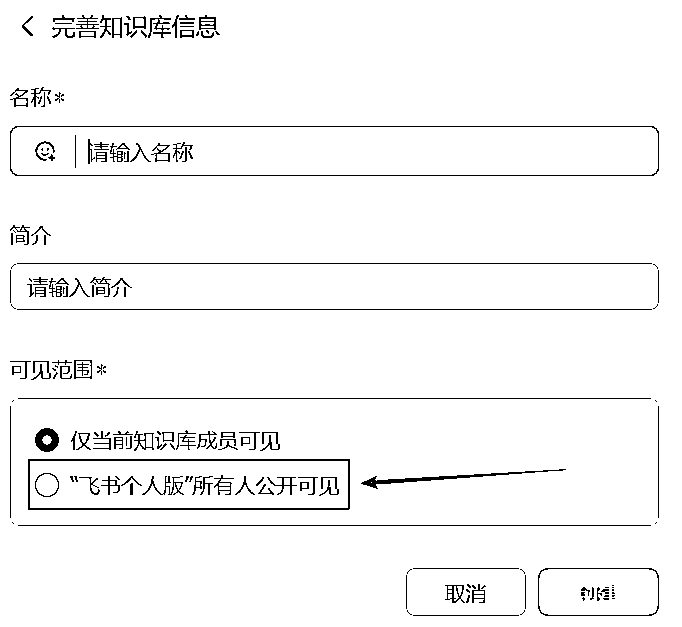 完善知识库信息
名称*
请输入名称
简介
请输入简介
可见范围*
仅当前知识库成员可见
“飞书个人版”所有人公开可见
取消